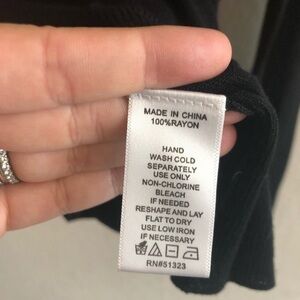 MADE IN CHINA
100%RAYON
HAND
WASH COLD
SEPARATELY
USE ONLY
NON-CHLORINE
BLEACH
IF NEEDED
RESHAPE AND LAY
FLAT TO DRY
USE LOW IRON
IF NECESSARY
RN#51323